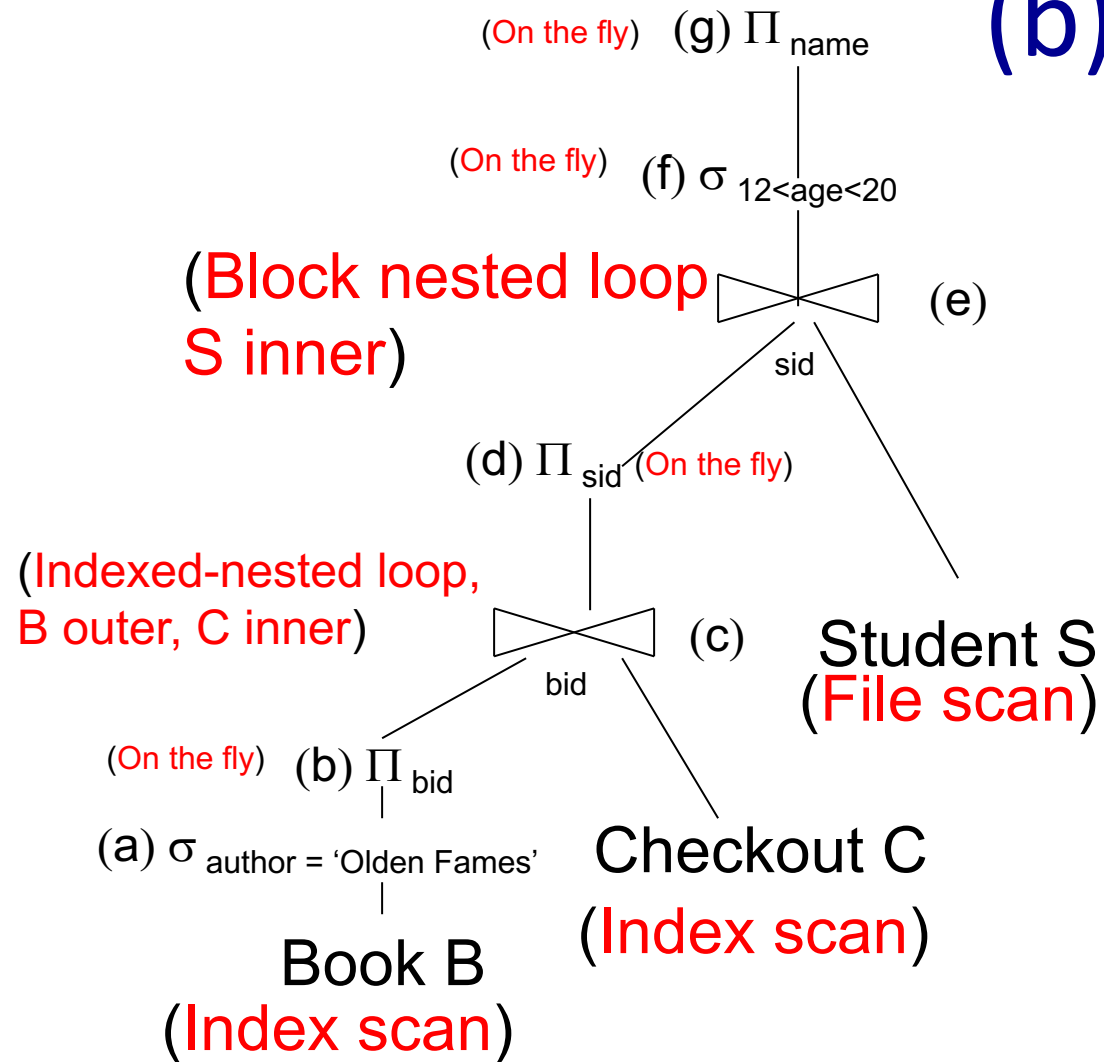 (b)
(On the fly) (g) Π name
(On the fly) (f) σ 12<age<20
(Block nested loop
S inner)
(e)
sid
(d) Π sid (On the fly)
(Indexed-nested loop,
B outer, C inner)
(c)
bid
Student S
(File scan)
(On the fly) (b) Π bid
(a) σ author = ‘Olden Fames’
Checkout C
(Index scan)
Book B
(Index scan)